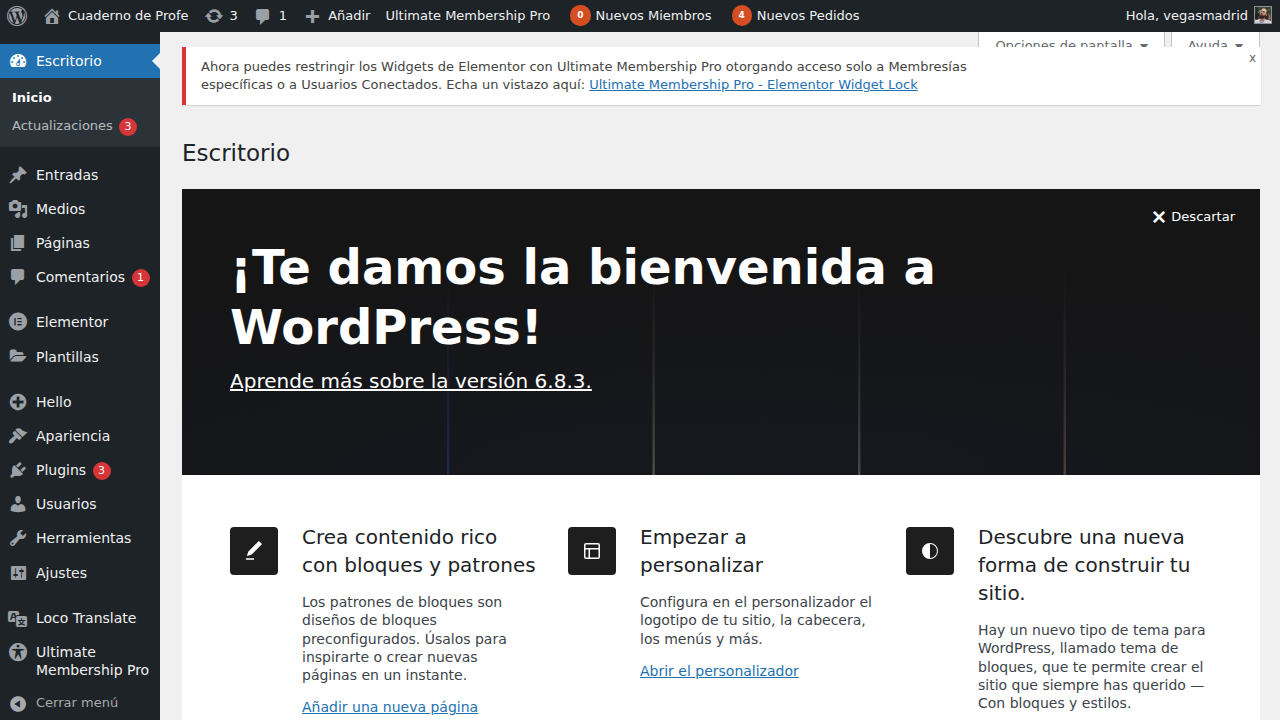 Cuaderno de Profe 3 1 Añadir Ultimate Membership Pro 0 Nuevos Miembros 4 Nuevos Pedidos Hola, vegasmadrid
Opciones de pantalla Ayuda
Ahora puedes restringir los Widgets de Elementor con Ultimate Membership Pro otorgando acceso solo a Membresías
específicas o a Usuarios Conectados. Echa un vistazo aquí: Ultimate Membership Pro - Elementor Widget Lock
x
Escritorio
Inicio
Actualizaciones 3
Entradas
Medios
Páginas
Comentarios 1
Elementor
Plantillas
Hello
Apariencia
Plugins 3
Usuarios
Herramientas
Ajustes
Loco Translate
Ultimate
Membership Pro
Cerrar menú
Escritorio
Descartar
¡Te damos la bienvenida a
WordPress!
Aprende más sobre la versión 6.8.3.
Crea contenido rico
con bloques y patrones
Los patrones de bloques son
diseños de bloques
preconfigurados. Úsalos para
inspirarte o crear nuevas
páginas en un instante.
Añadir una nueva página
Empezar a
personalizar
Configura en el personalizador el
logotipo de tu sitio, la cabecera,
los menús y más.
Abrir el personalizador
Descubre una nueva
forma de construir tu
sitio.
Hay un nuevo tipo de tema para
WordPress, llamado tema de
bloques, que te permite crear el
sitio que siempre has querido —
Con bloques y estilos.